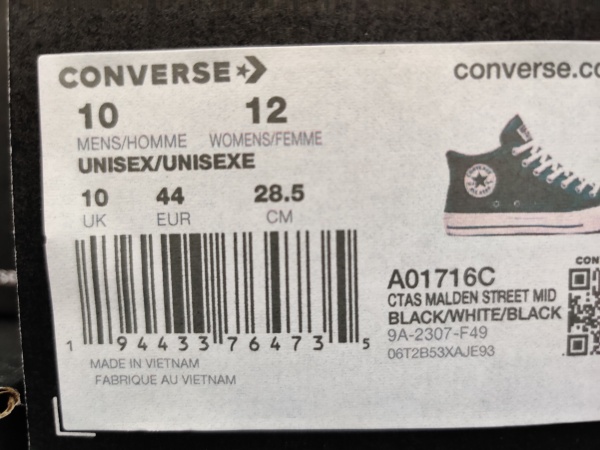 CONVERSE
converse.co
10 12
MENS/HOMME WOMENS/FEMME
UNISEX/UNISEXE
10 44 28.5
UK EUR CM
1 94433 76473 5
MADE IN VIETNAM
FABRIQUE AU VIETNAM
CON
A01716C
CTAS MALDEN STREET MID
BLACK/WHITE/BLACK
9A-2307-F49
06T2B53XAJE93